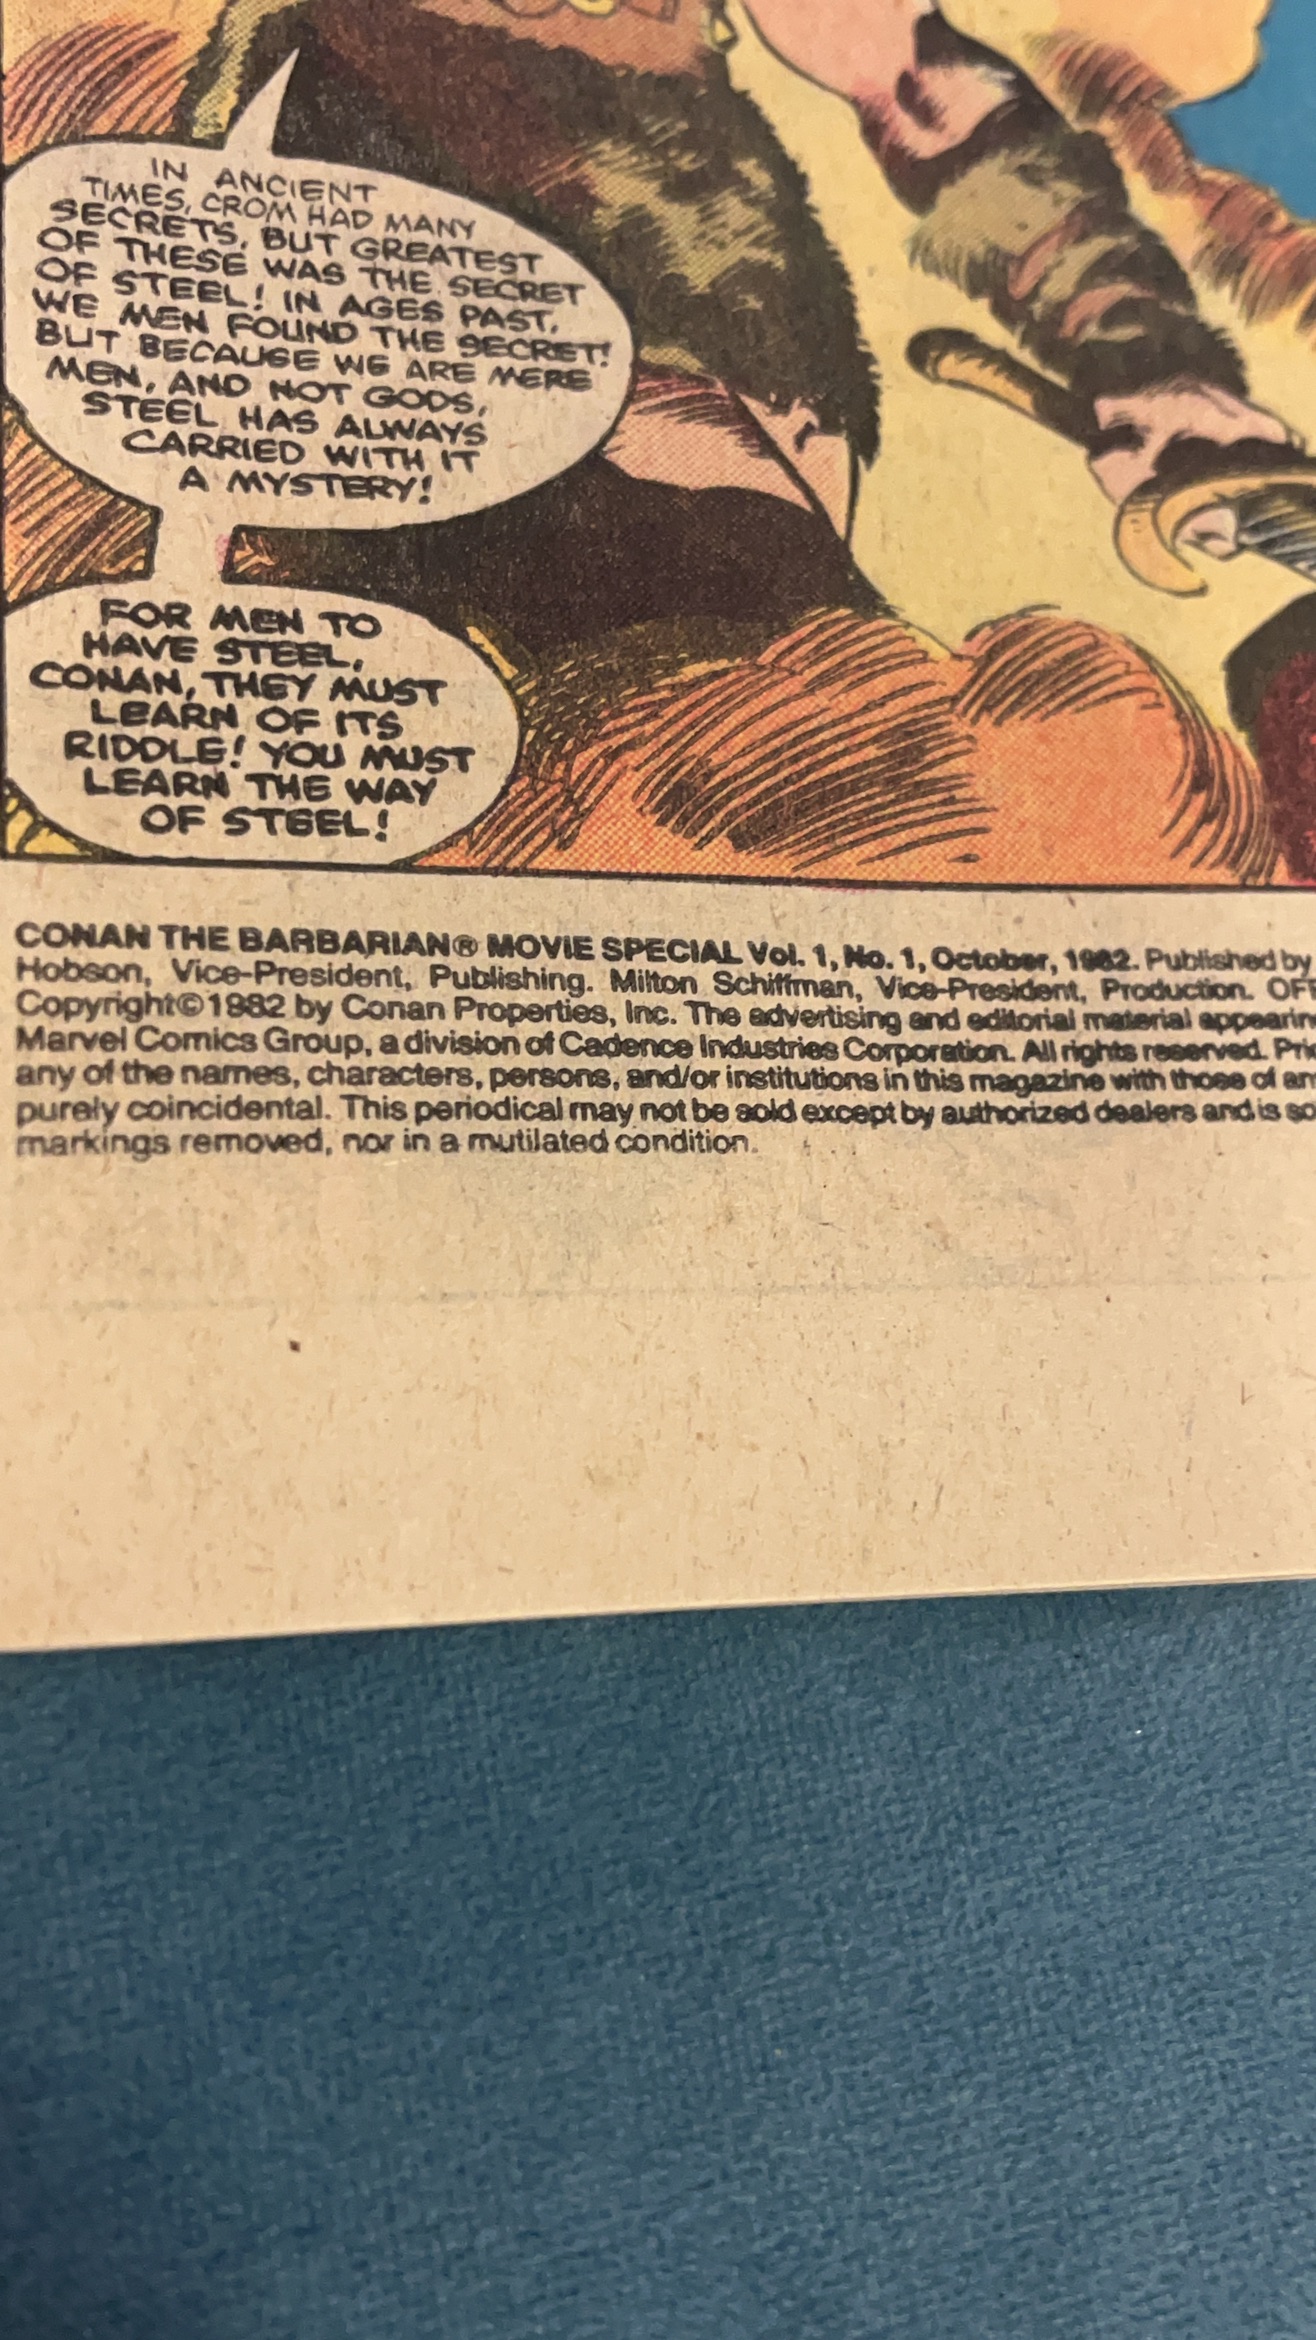 IN ANCIENT
TIMES, CROM HAD MANY
SECRETS. BUT GREATEST
OF THESE WAS THE SECRET
OF STEEL! IN AGES PAST,
WE MEN FOUND THE SECRET!
BUT BECAUSE WE ARE MERE
MEN, AND NOT GODS,
STEEL HAS ALWAYS
CARRIED WITH IT
A MYSTERY!
FOR MEN TO
HAVE STEEL,
CONAN, THEY MUST
LEARN OF ITS
RIDDLE! YOU MUST
LEARN THE WAY
OF STEEL!
CONAN THE BARBARIAN® MOVIE SPECIAL Vol. 1, No. 1, October, 1982. Published by
Hobson, Vice-President, Publishing. Milton Schiffman, Vice-President, Production. OFF
Copyright©1982 by Conan Properties, Inc. The advertising and editorial material appearin
Marvel Comics Group, a division of Cadence Industries Corporation. All rights reserved. Pric
any of the names, characters, persons, and/or institutions in this magazine with those of an
purely coincidental. This periodical may not be sold except by authorized dealers and is so
markings removed, nor in a mutilated condition.